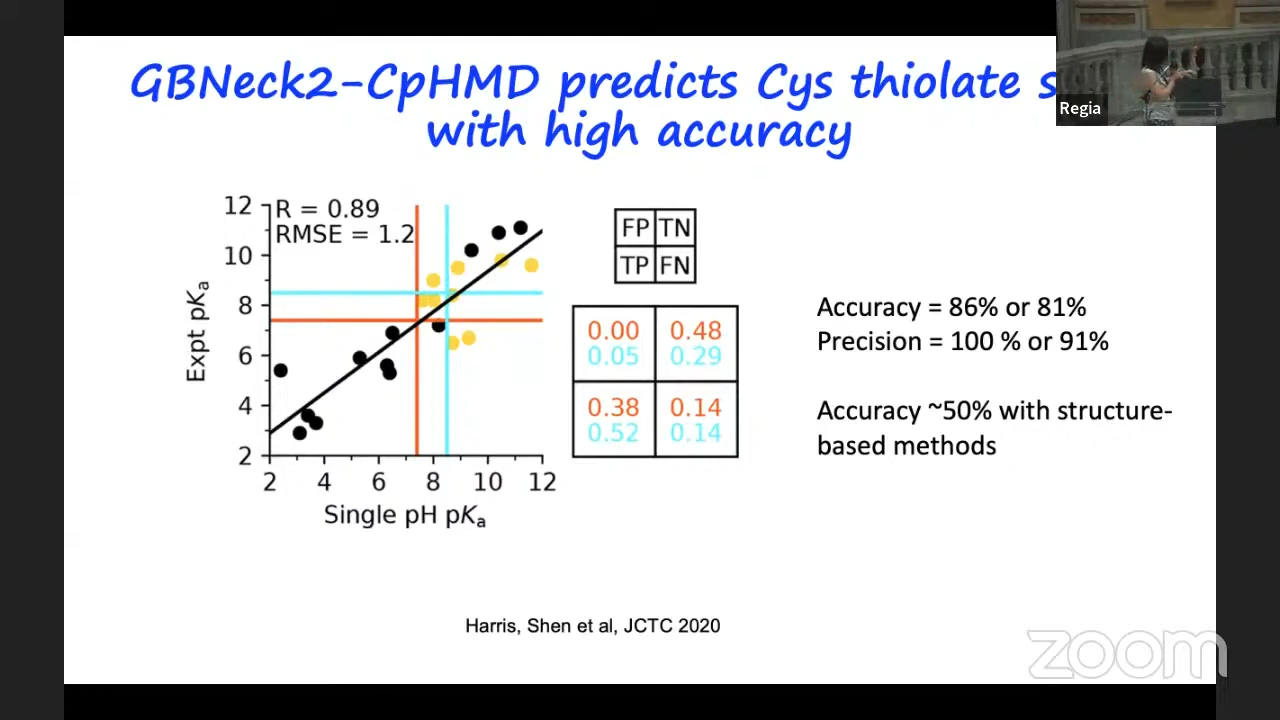 GBNeck2-CpHMD predicts Cys thiolate s
with high accuracy
Regia
12
10
8
6
4
2
R = 0.89
RMSE = 1.2
Expt pKa
2 4 6 8 10 12
Single pH pKa
FP TN
TP FN
0.00 0.48
0.05 0.29
0.38 0.14
0.52 0.14
Accuracy = 86% or 81%
Precision = 100 % or 91%
Accuracy ~50% with structure-
based methods
Harris, Shen et al, JCTC 2020
zoom